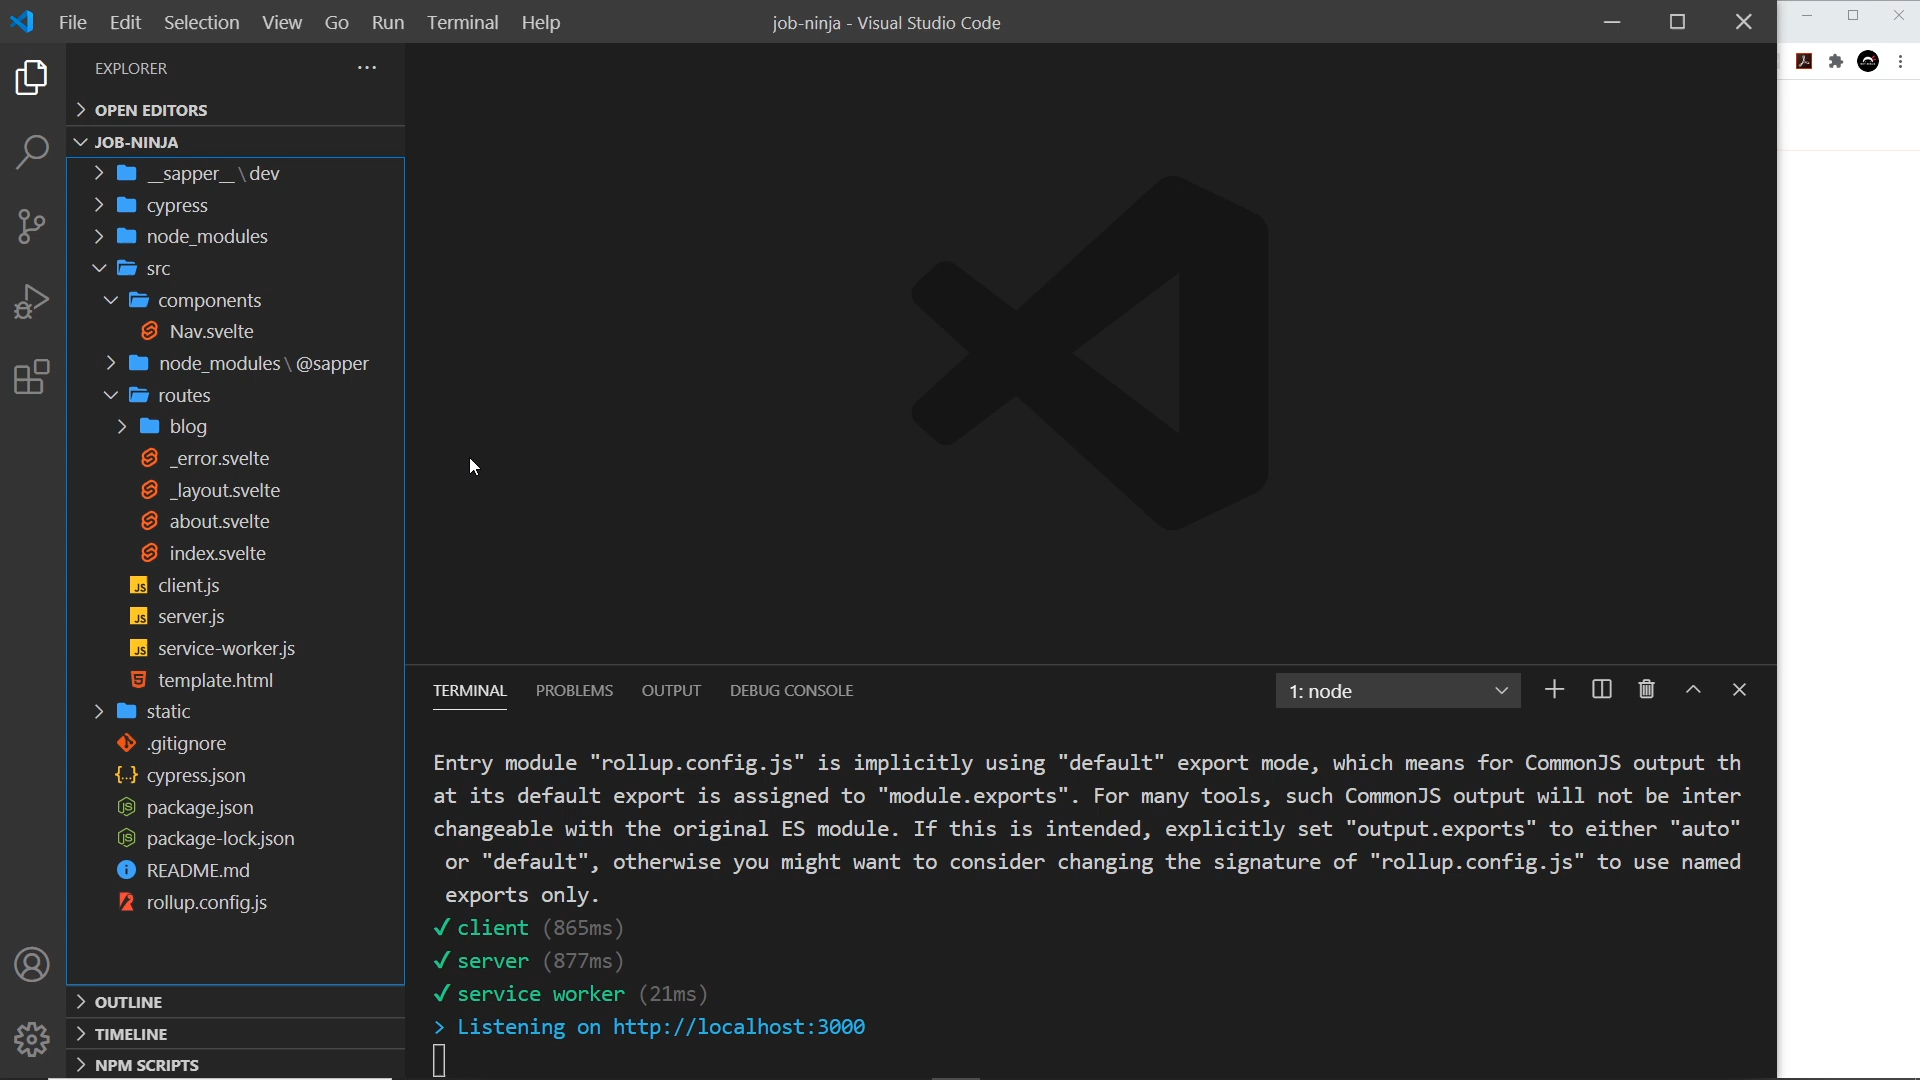 File Edit Selection View Go Run Terminal Help
job-ninja - Visual Studio Code
EXPLORER
OPEN EDITORS
JOB-NINJA
__sapper__ \ dev
cypress
node_modules
src
components
Nav.svelte
node_modules \ @sapper
routes
blog
_error.svelte
_layout.svelte
about.svelte
index.svelte
JS client.js
JS server.js
JS service-worker.js
template.html
static
.gitignore
{..} cypress.json
package.json
package-lock.json
README.md
rollup.config.js
OUTLINE
TIMELINE
NPM SCRIPTS
TERMINAL PROBLEMS OUTPUT DEBUG CONSOLE
1: node
Entry module "rollup.config.js" is implicitly using "default" export mode, which means for CommonJS output th
at its default export is assigned to "module.exports". For many tools, such CommonJS output will not be inter
changeable with the original ES module. If this is intended, explicitly set "output.exports" to either "auto"
or "default", otherwise you might want to consider changing the signature of "rollup.config.js" to use named
exports only.
✓ client (865ms)
✓ server (877ms)
✓ service worker (21ms)
> Listening on http://localhost:3000